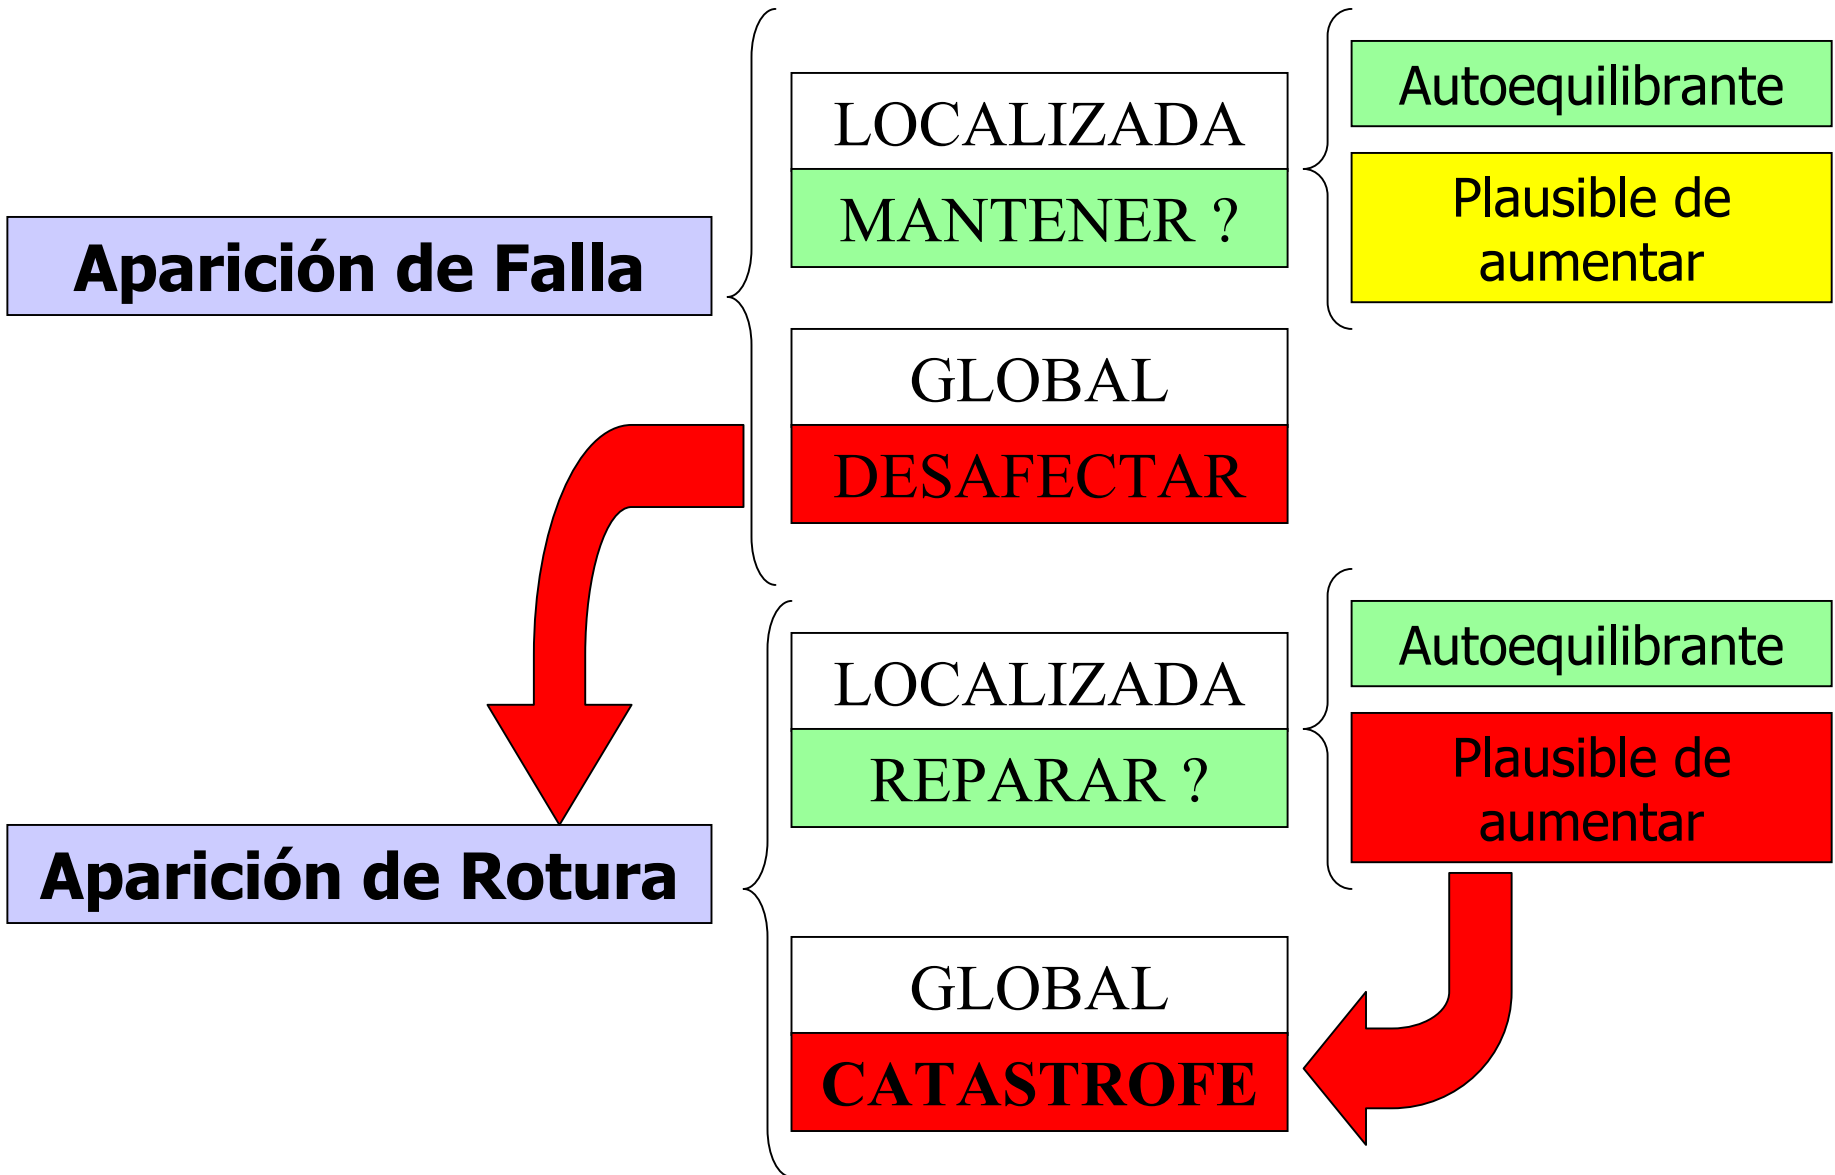 Aparición de Falla
LOCALIZADA
MANTENER ?
Autoequilibrante
Plausible de
aumentar
GLOBAL
DESAFECTAR
Aparición de Rotura
LOCALIZADA
REPARAR ?
Autoequilibrante
Plausible de
aumentar
GLOBAL
CATASTROFE